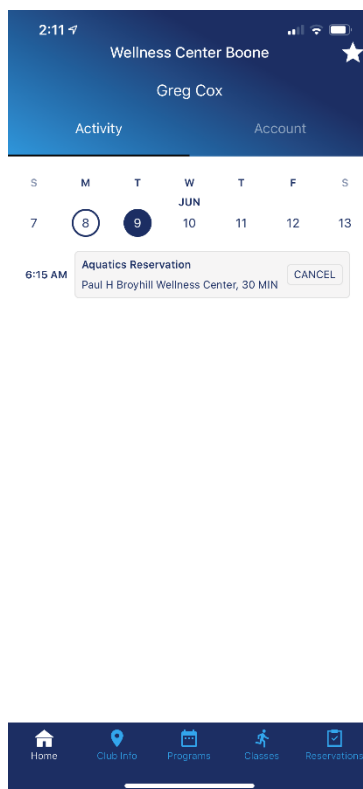 2:11
Wellness Center Boone
Greg Cox
Activity Account
S M T W T F S
JUN
7 8 9 10 11 12 13
6:15 AM
Aquatics Reservation
Paul H Broyhill Wellness Center, 30 MIN
CANCEL
Home Club Info Programs Classes Reservations